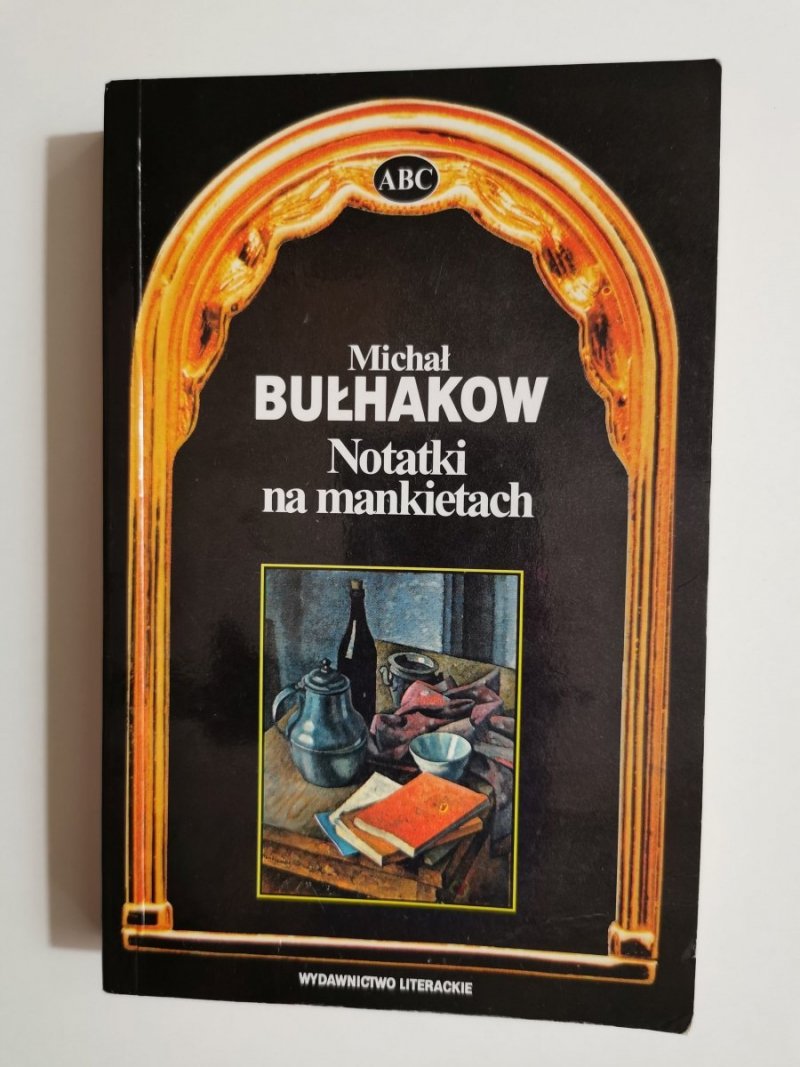 ABC
Michał
BUŁHAKOW
Notatki
na mankietach
WYDAWNICTWO LITERACKIE